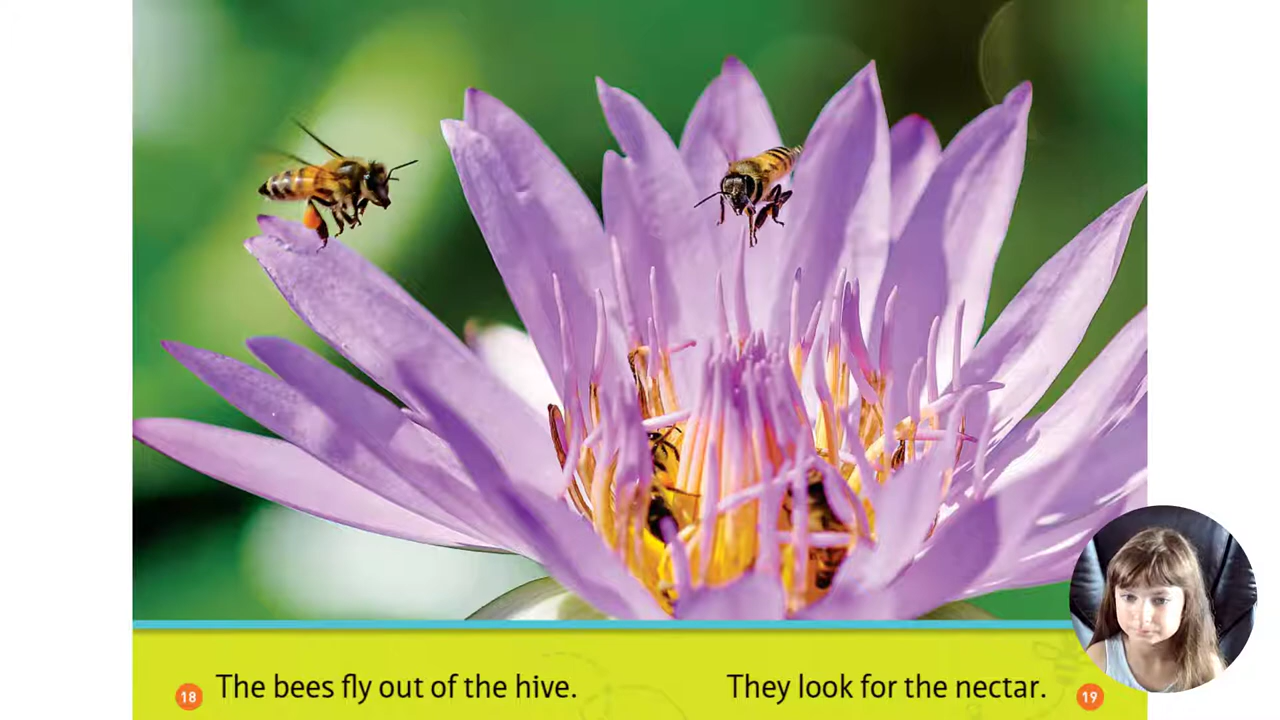 18 The bees fly out of the hive.
They look for the nectar. 19